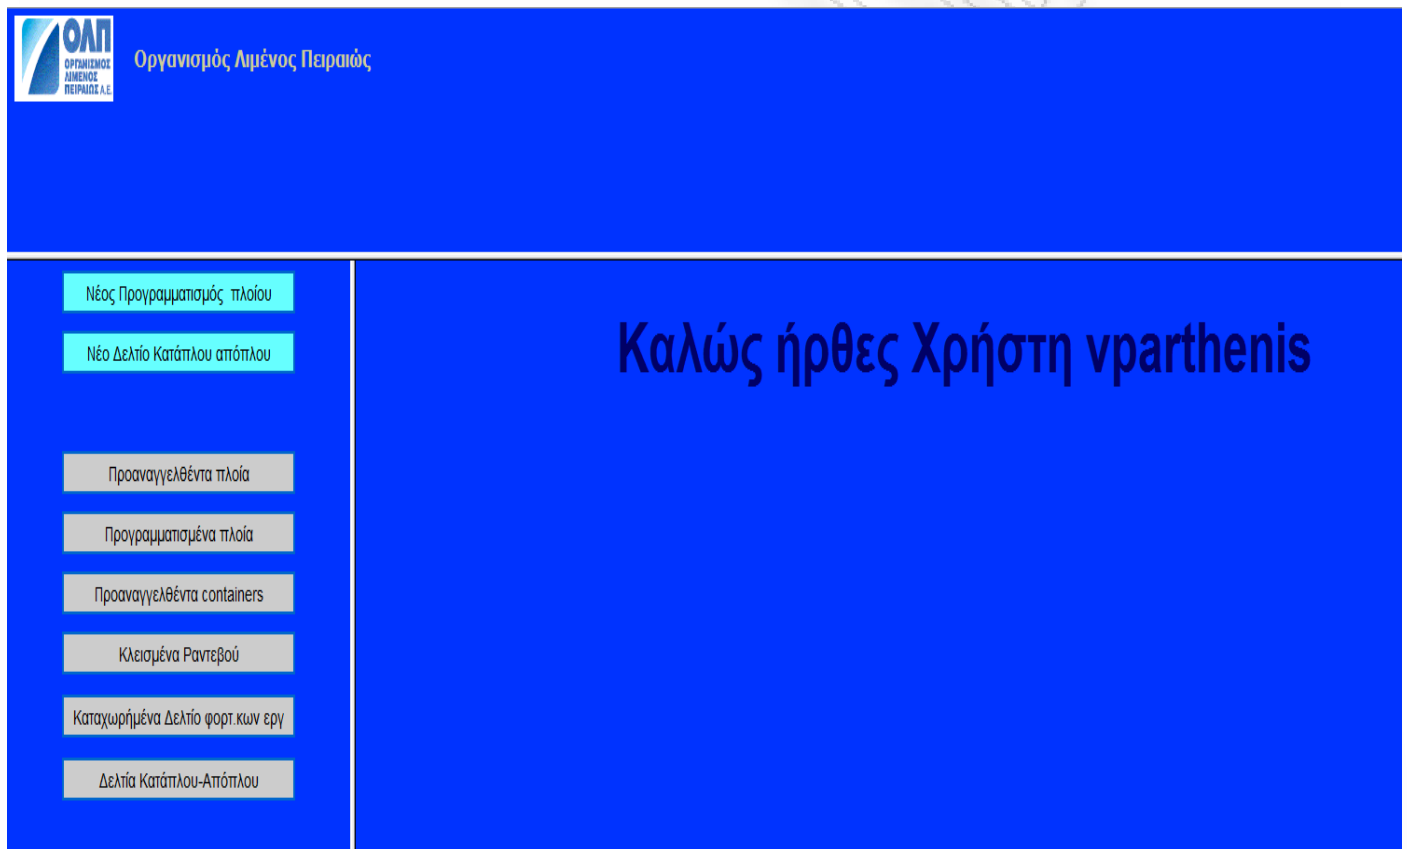 ΟΛΠ
ΟΡΓΑΝΙΣΜΟΣ
ΛΙΜΕΝΟΣ
ΠΕΙΡΑΙΩΣ Α.Ε.
Οργανισμός Λιμένος Πειραιώς
Νέος Προγραμματισμός πλοίου
Νέο Δελτίο Κατάπλου απόπλου
Καλώς ήρθες Χρήστη vparthenis
Προαναγγελθέντα πλοία
Προγραμματισμένα πλοία
Προαναγγελθέντα containers
Κλεισμένα Ραντεβού
Καταχωρήμένα Δελτίο φορτ.κων εργ
Δελτία Κατάπλου-Απόπλου